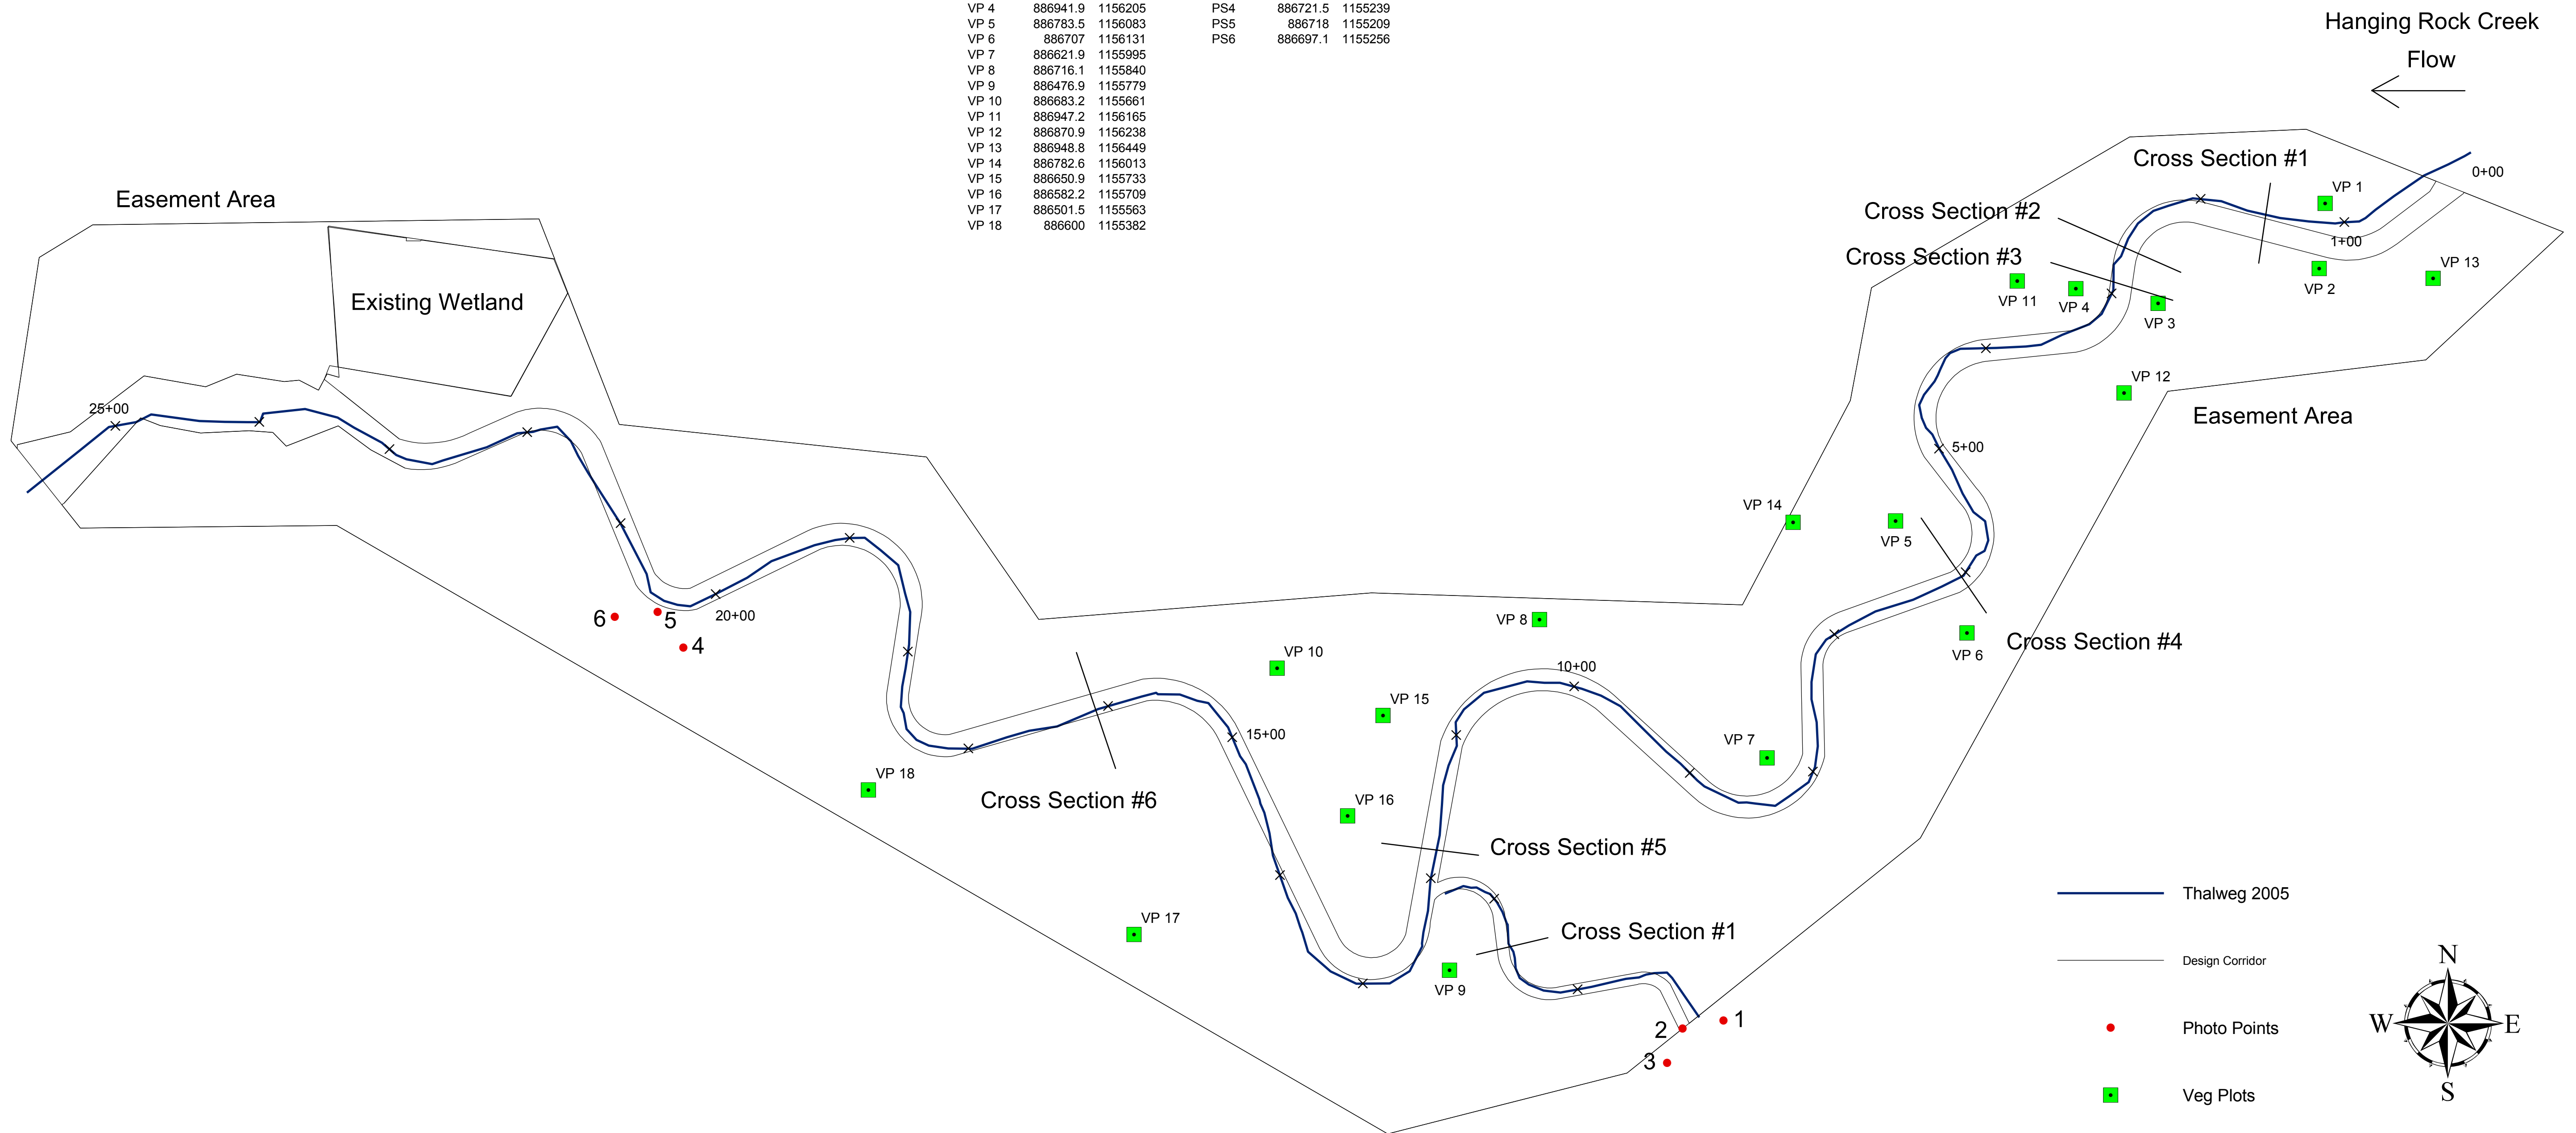 VP 4 886941.9 1156205 PS4 886721.5 1155239
VP 5 886783.5 1156083 PS5 886718 1155209
VP 6 886707 1156131 PS6 886697.1 1155256
VP 7 886621.9 1155995
VP 8 886716.1 1155840
VP 9 886476.9 1155779
VP 10 886683.2 1155661
VP 11 886947.2 1156165
VP 12 886870.9 1156238
VP 13 886948.8 1156449
VP 14 886782.6 1156013
VP 15 886650.9 1155733
VP 16 886582.2 1155709
VP 17 886501.5 1155563
VP 18 886600 1155382
Hanging Rock Creek
Flow
Cross Section #1
0+00
VP 1
Easement Area
Cross Section #2
1+00
Cross Section #3
VP 13
VP 2
Existing Wetland
VP 11
VP 4
VP 3
VP 12
25+00
Easement Area
5+00
VP 14
VP 5
6
5
20+00
4
VP 8
Cross Section #4
VP 6
VP 10
10+00
VP 15
15+00
VP 7
VP 18
Cross Section #6
VP 16
Cross Section #5
Thalweg 2005
VP 17
Cross Section #1
Design Corridor
VP 9
N
W
E
S
1
2
3
Photo Points
Veg Plots